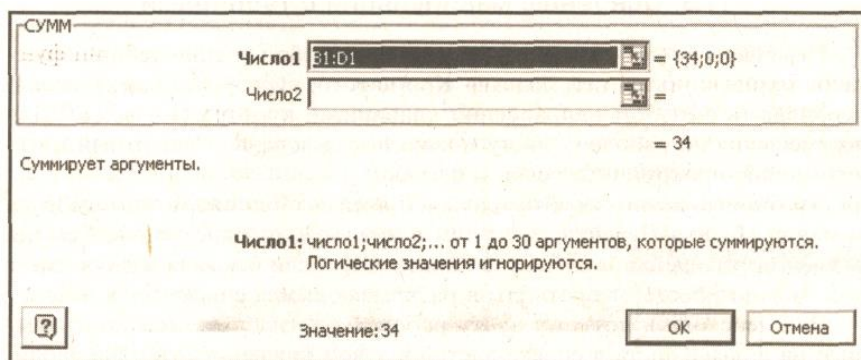 СУММ
Число1 B1:D1 = {34;0;0}
Число2
= 34
Суммирует аргументы.
Число1: число1;число2;... от 1 до 30 аргументов, которые суммируются.
Логические значения игнорируются.
? Значение:34 ОК Отмена